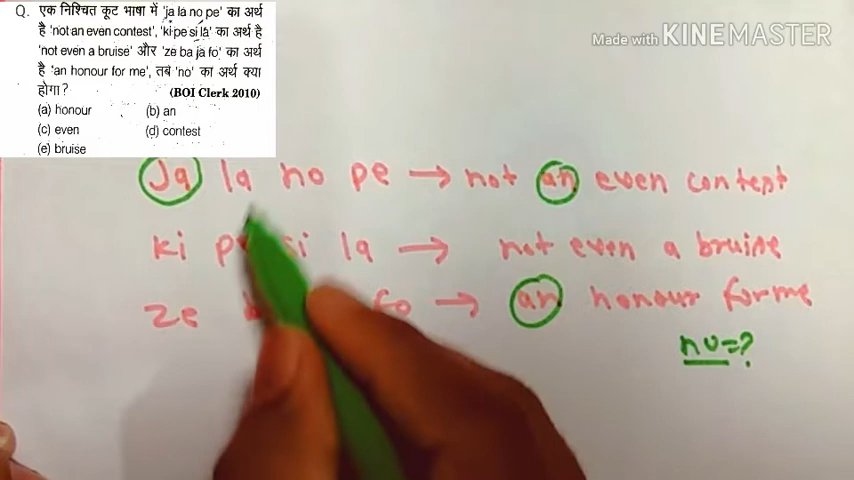 Made with KINEMASTER
Q. एक निश्चित कूट भाषा में 'ja la no pe' का अर्थ
है 'not an even contest', 'ki pe si la' का अर्थ है
'not even a bruise' और 'ze ba ja fo' का अर्थ
है 'an honour for me', तब 'no' का अर्थ क्या
होगा ? (BOI Clerk 2010)
(a) honour (b) an
(c) even (d) contest
(e) bruise
Ja la no pe → not an even contest
ki si la → not even a bruise
ze fo → an honour for me
no = ?